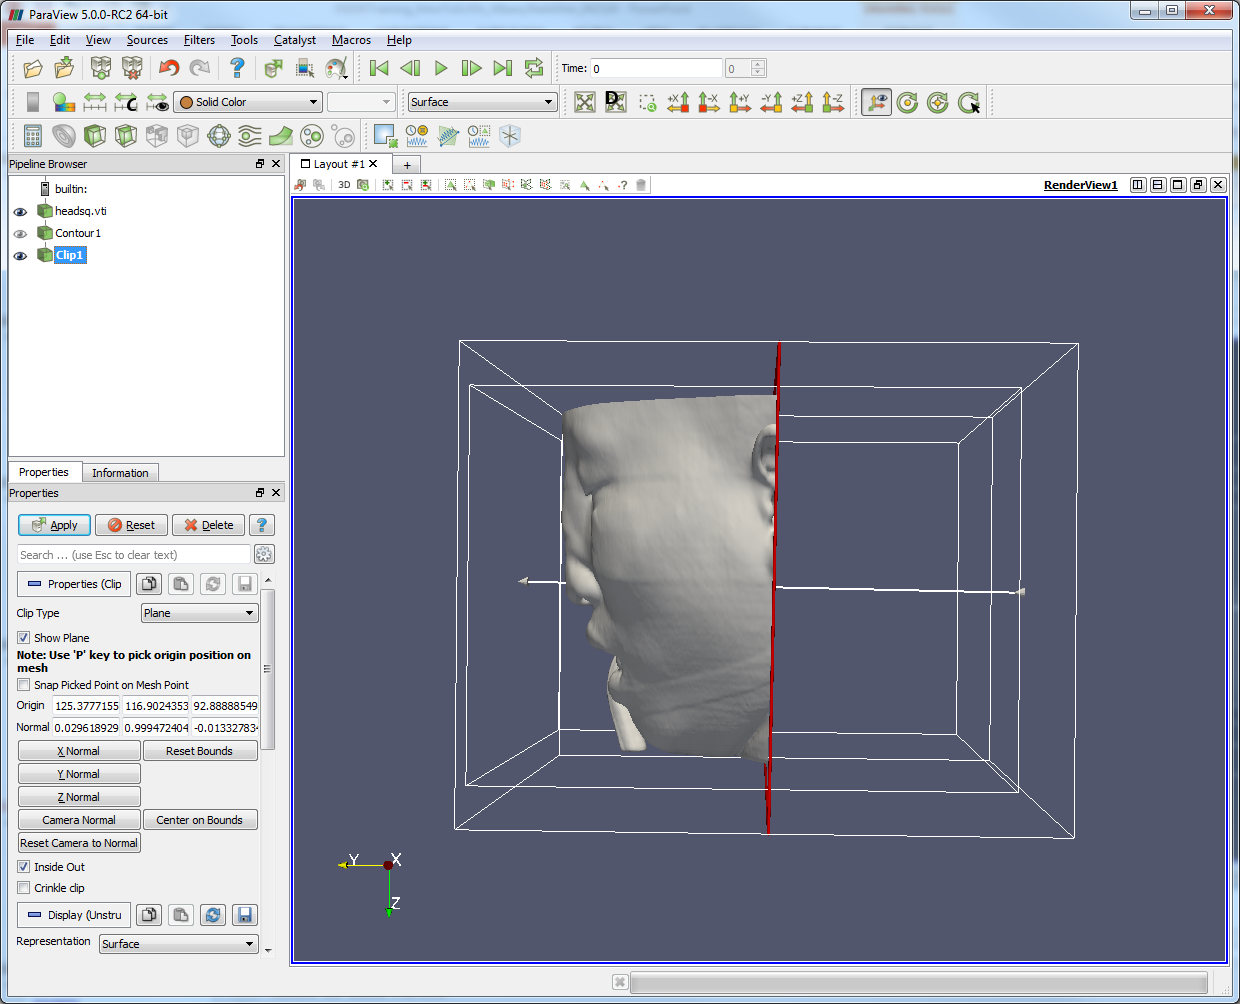 ParaView 5.0.0-RC2 64-bit
File Edit View Sources Filters Tools Catalyst Macros Help
Time: 0 0
Solid Color Surface
Pipeline Browser
Layout #1
3D RenderView1
builtin:
headsq.vti
Contour1
Clip1
Properties Information
Properties
Apply Reset Delete ?
Search ... (use Esc to clear text)
Properties (Clip
Clip Type Plane
Show Plane
Note: Use 'P' key to pick origin position on
mesh
Snap Picked Point on Mesh Point
Origin 125.3777155 116.9024353 92.88888549
Normal 0.029618929 0.999472404 -0.01332783
X Normal Reset Bounds
Y Normal
Z Normal
Camera Normal Center on Bounds
Reset Camera to Normal
Inside Out
Crinkle clip
Display (Unstru
Representation Surface
Y X
Z